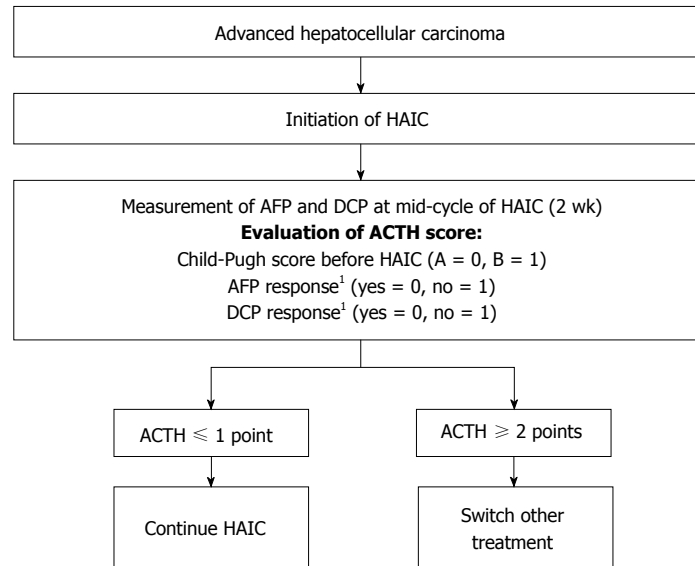 Advanced hepatocellular carcinoma
Initiation of HAIC
Measurement of AFP and DCP at mid-cycle of HAIC (2 wk)
Evaluation of ACTH score:
Child-Pugh score before HAIC (A = 0, B = 1)
AFP response¹ (yes = 0, no = 1)
DCP response¹ (yes = 0, no = 1)
ACTH ⩽ 1 point
ACTH ⩾ 2 points
Continue HAIC
Switch other
treatment